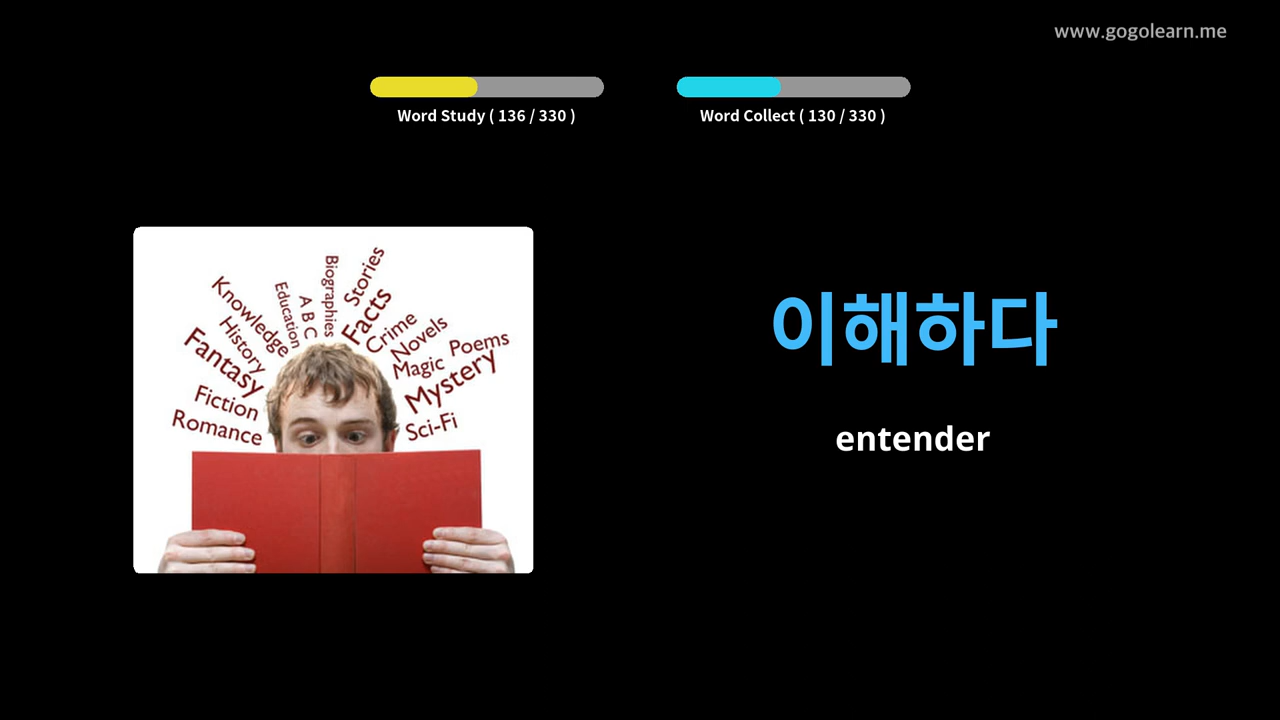 www.gogolearn.me
Word Study ( 136 / 330 )
Word Collect ( 130 / 330 )
Biographies
Stories
Knowledge
Education
A B C
Facts
Crime
History
Novels
Fantasy
Magic
Poems
Mystery
Fiction
Romance
Sci-Fi
이해하다
entender